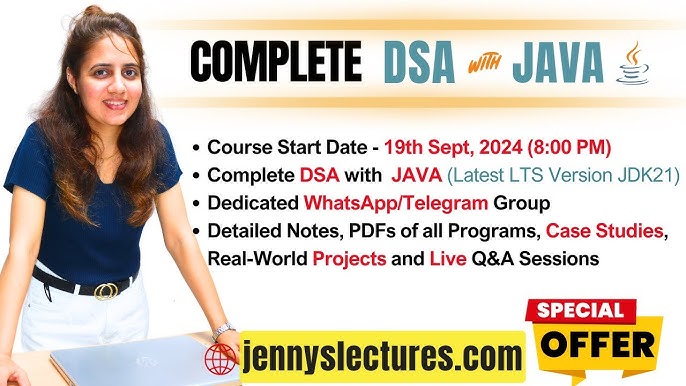 COMPLETE DSA WITH JAVA
• Course Start Date - 19th Sept, 2024 (8:00 PM)
• Complete DSA with JAVA (Latest LTS Version JDK21)
• Dedicated WhatsApp/Telegram Group
• Detailed Notes, PDFs of all Programs, Case Studies,
Real-World Projects and Live Q&A Sessions
jennyslectures.com
SPECIAL
OFFER